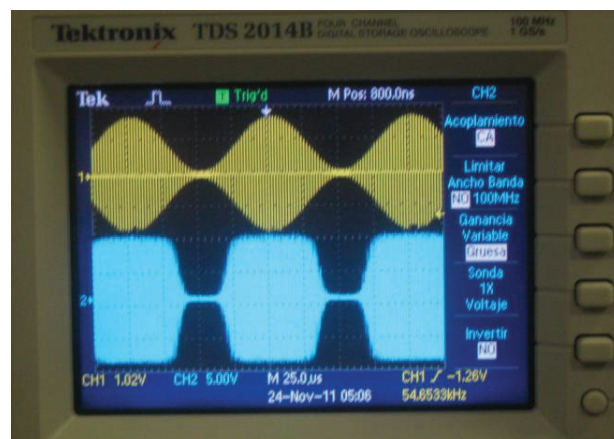 Tektronix TDS 2014B FOUR CHANNEL DIGITAL STORAGE OSCILLOSCOPE 100 MHz 1 GS/s
Tek T Trig'd M Pos: 800.0ns CH2
Acoplamiento
CA
Limitar
Ancho Banda
NO 100MHz
Ganancia
Variable
Gruesa
Sonda
1X
Voltaje
Invertir
NO
1
2
CH1 1.02V CH2 5.00V M 25.0µs CH1 -1.26V
24-Nov-11 05:06 54.6533kHz